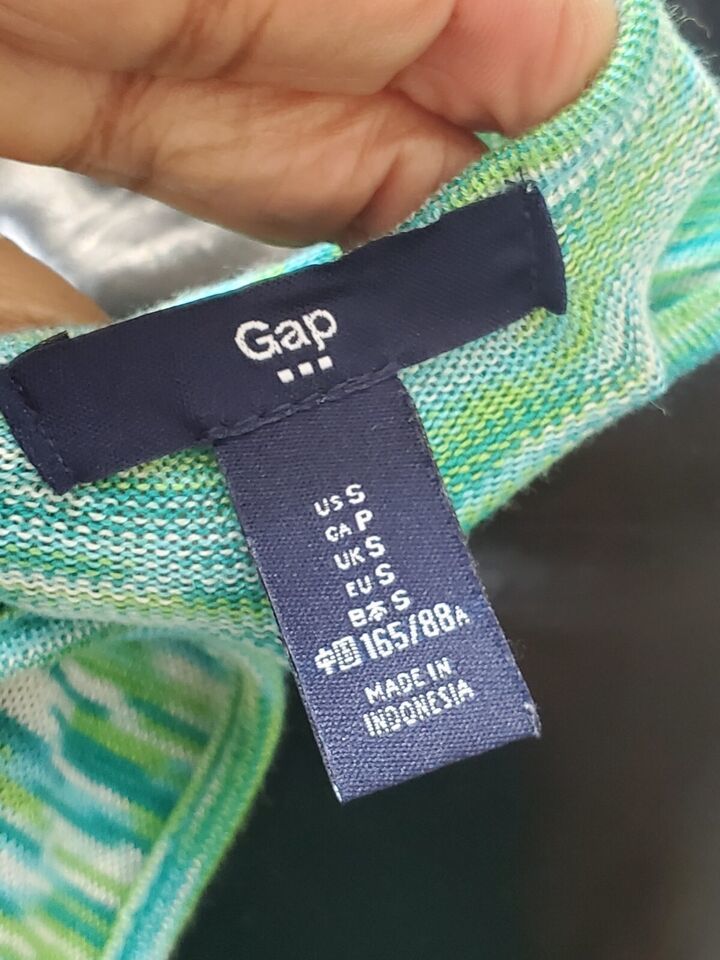 Gap
US S
CA P
UK S
EU S
日本 S
中国 165/88A
MADE IN
INDONESIA